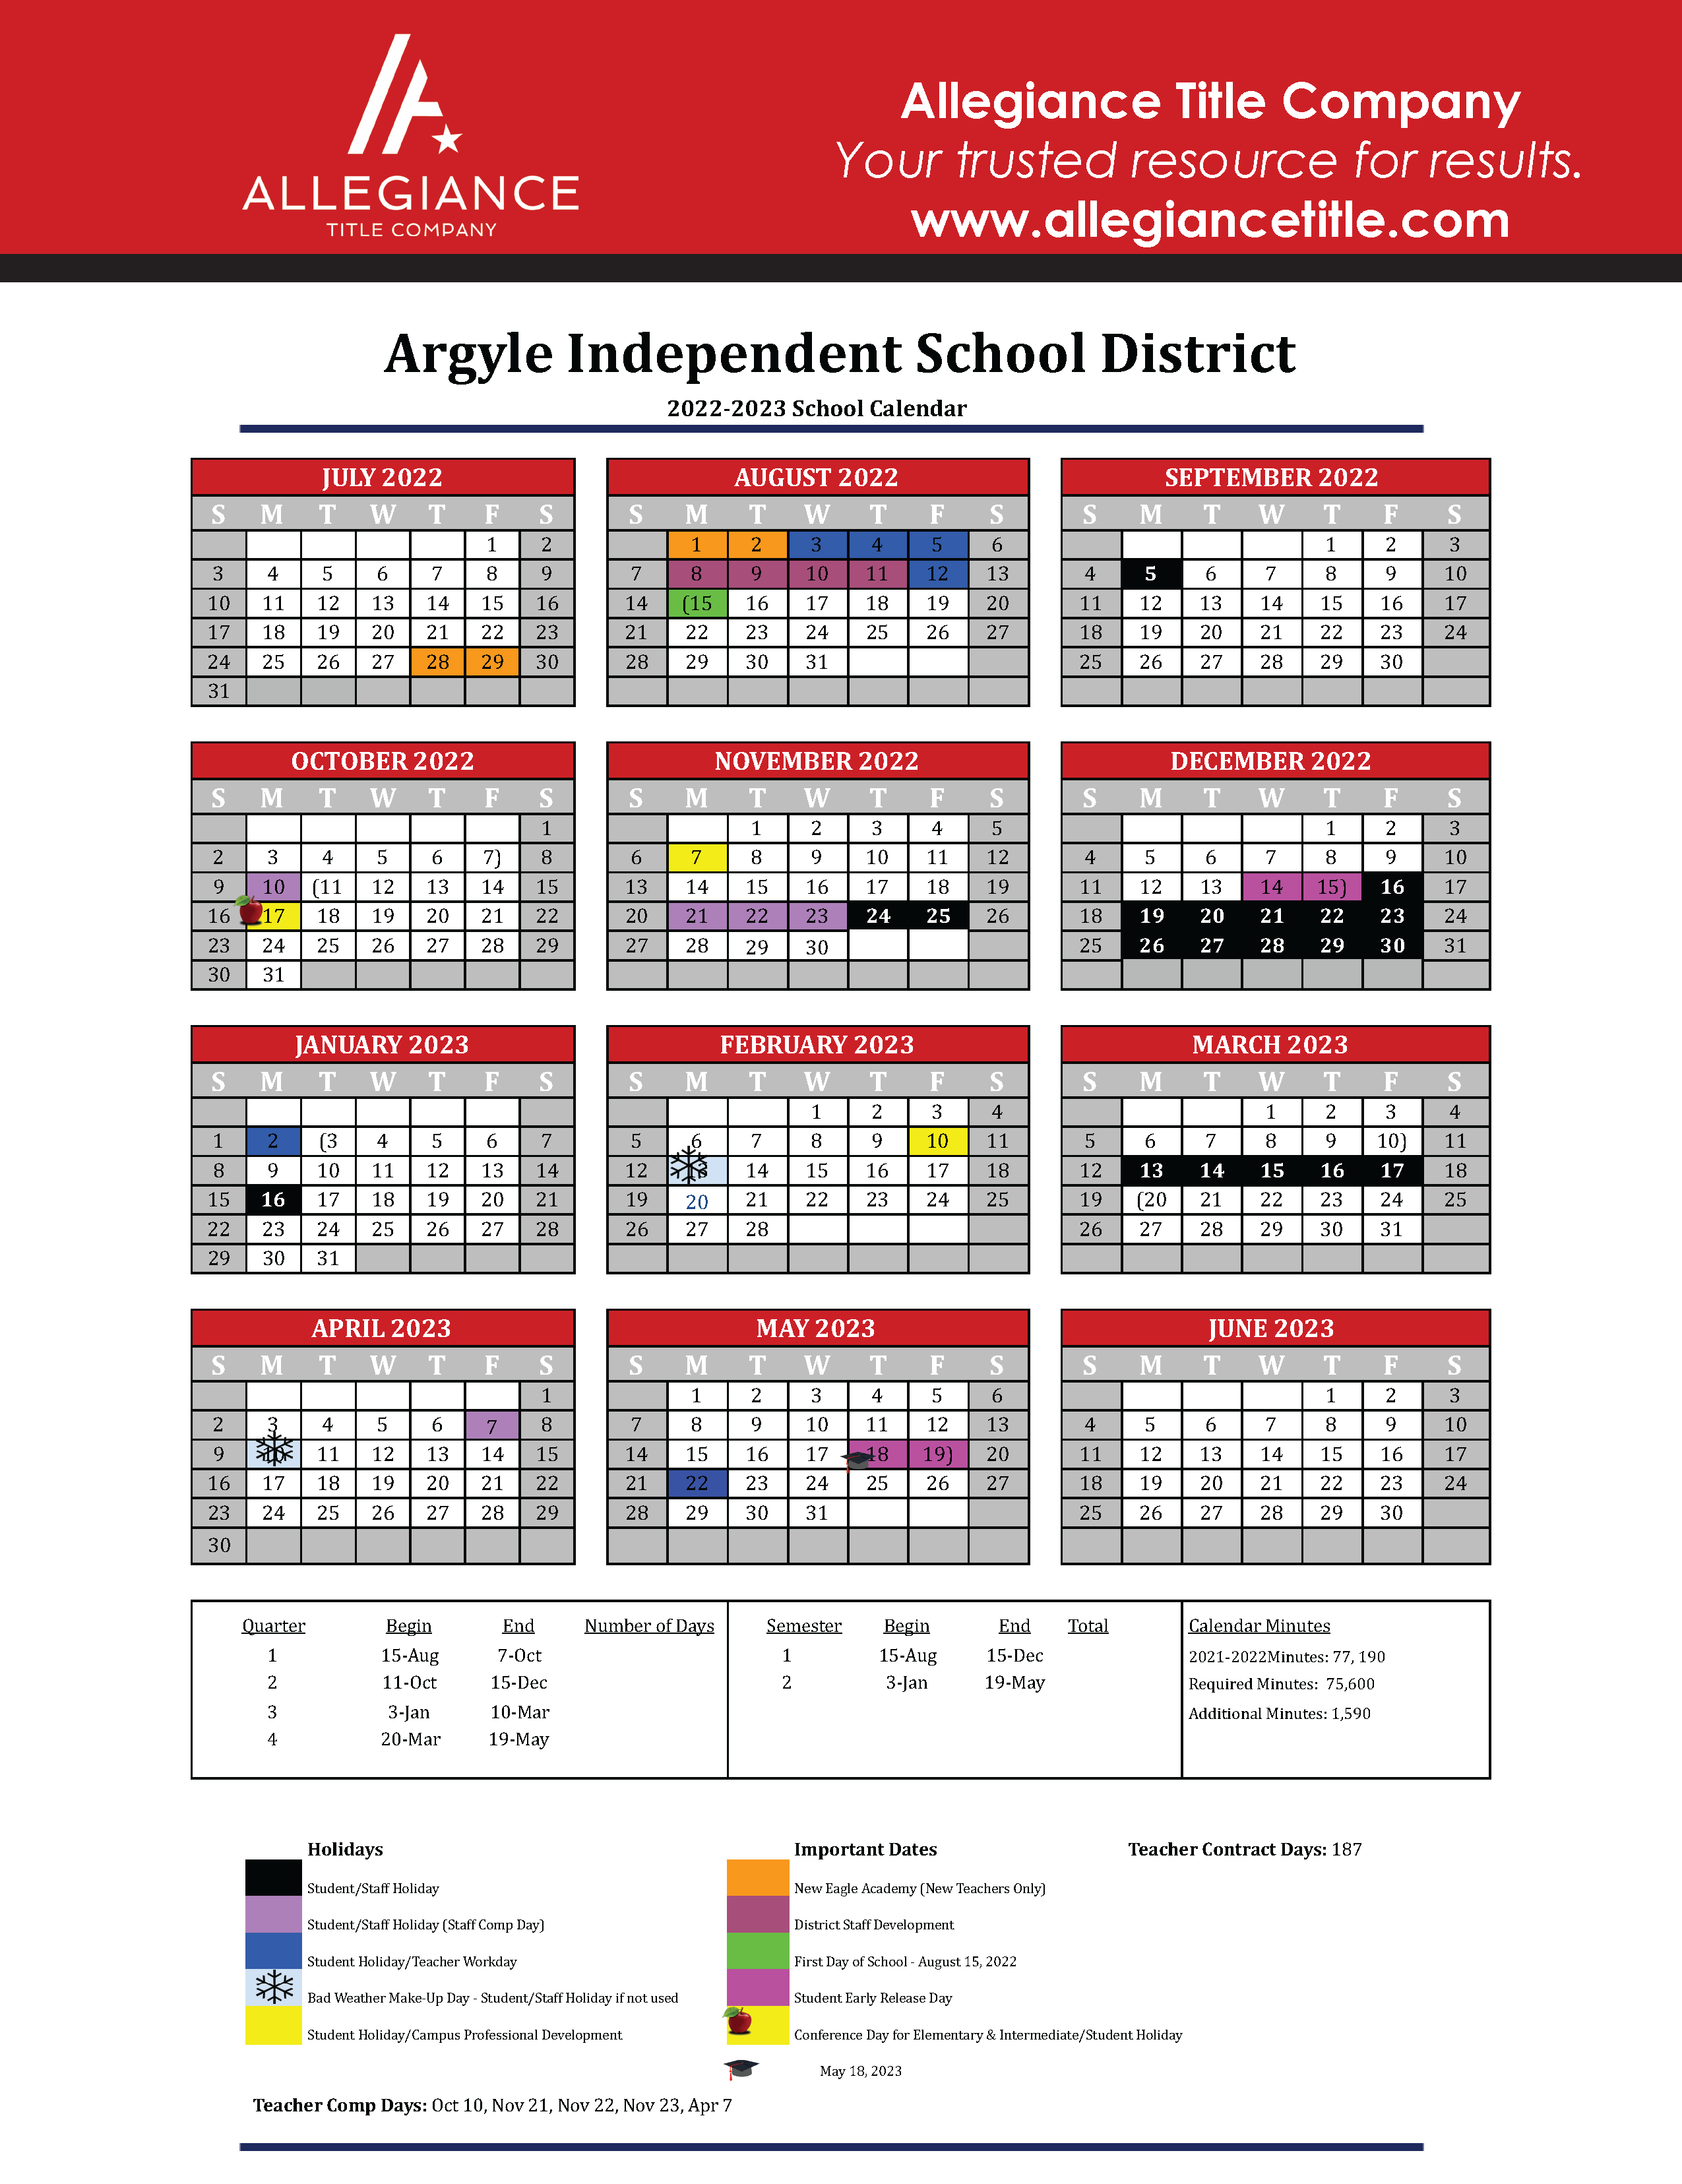 ALLEGIANCE
TITLE COMPANY
Allegiance Title Company
Your trusted resource for results.
www.allegiancetitle.com
Argyle Independent School District
2022-2023 School Calendar
JULY 2022
S M T W T F S
1 2
3 4 5 6 7 8 9
10 11 12 13 14 15 16
17 18 19 20 21 22 23
24 25 26 27 28 29 30
31
AUGUST 2022
S M T W T F S
1 2 3 4 5 6
7 8 9 10 11 12 13
14 (15 16 17 18 19 20
21 22 23 24 25 26 27
28 29 30 31
SEPTEMBER 2022
S M T W T F S
1 2 3
4 5 6 7 8 9 10
11 12 13 14 15 16 17
18 19 20 21 22 23 24
25 26 27 28 29 30
OCTOBER 2022
S M T W T F S
1
2 3 4 5 6 7) 8
9 10 (11 12 13 14 15
16 17 18 19 20 21 22
23 24 25 26 27 28 29
30 31
NOVEMBER 2022
S M T W T F S
1 2 3 4 5
6 7 8 9 10 11 12
13 14 15 16 17 18 19
20 21 22 23 24 25 26
27 28 29 30
DECEMBER 2022
S M T W T F S
1 2 3
4 5 6 7 8 9 10
11 12 13 14 15) 16 17
18 19 20 21 22 23 24
25 26 27 28 29 30 31
JANUARY 2023
S M T W T F S
1 2 (3 4 5 6 7
8 9 10 11 12 13 14
15 16 17 18 19 20 21
22 23 24 25 26 27 28
29 30 31
FEBRUARY 2023
S M T W T F S
1 2 3 4
5 6 7 8 9 10 11
12 14 15 16 17 18
19 20 21 22 23 24 25
26 27 28
MARCH 2023
S M T W T F S
1 2 3 4
5 6 7 8 9 10) 11
12 13 14 15 16 17 18
19 (20 21 22 23 24 25
26 27 28 29 30 31
APRIL 2023
S M T W T F S
1
2 3 4 5 6 7 8
9 10 11 12 13 14 15
16 17 18 19 20 21 22
23 24 25 26 27 28 29
30
MAY 2023
S M T W T F S
1 2 3 4 5 6
7 8 9 10 11 12 13
14 15 16 17 18 19) 20
21 22 23 24 25 26 27
28 29 30 31
JUNE 2023
S M T W T F S
1 2 3
4 5 6 7 8 9 10
11 12 13 14 15 16 17
18 19 20 21 22 23 24
25 26 27 28 29 30
Quarter Begin End Number of Days
1 15-Aug 7-Oct
2 11-Oct 15-Dec
3 3-Jan 10-Mar
4 20-Mar 19-May
Semester Begin End Total
1 15-Aug 15-Dec
2 3-Jan 19-May
Calendar Minutes
2021-2022Minutes: 77, 190
Required Minutes: 75,600
Additional Minutes: 1,590
Holidays
Student/Staff Holiday
Student/Staff Holiday (Staff Comp Day)
Student Holiday/Teacher Workday
Bad Weather Make-Up Day - Student/Staff Holiday if not used
Student Holiday/Campus Professional Development
Important Dates
New Eagle Academy (New Teachers Only)
District Staff Development
First Day of School - August 15, 2022
Student Early Release Day
Conference Day for Elementary & Intermediate/Student Holiday
May 18, 2023
Teacher Contract Days: 187
Teacher Comp Days: Oct 10, Nov 21, Nov 22, Nov 23, Apr 7